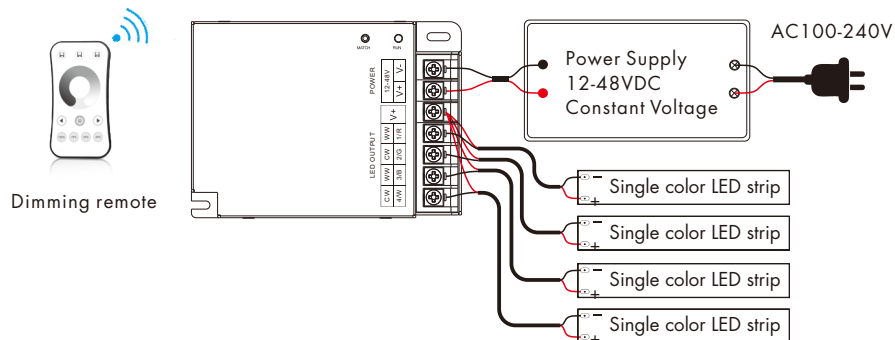 AC100-240V
MATCH
RUN
POWER
12-48V
V-
V+
Power Supply
12-48VDC
Constant Voltage
LED OUTPUT
V+
WW 1/R
CW 2/G
WW 3/B
CW 4/W
Dimming remote
− Single color LED strip
+
− Single color LED strip
+
− Single color LED strip
+
− Single color LED strip
+